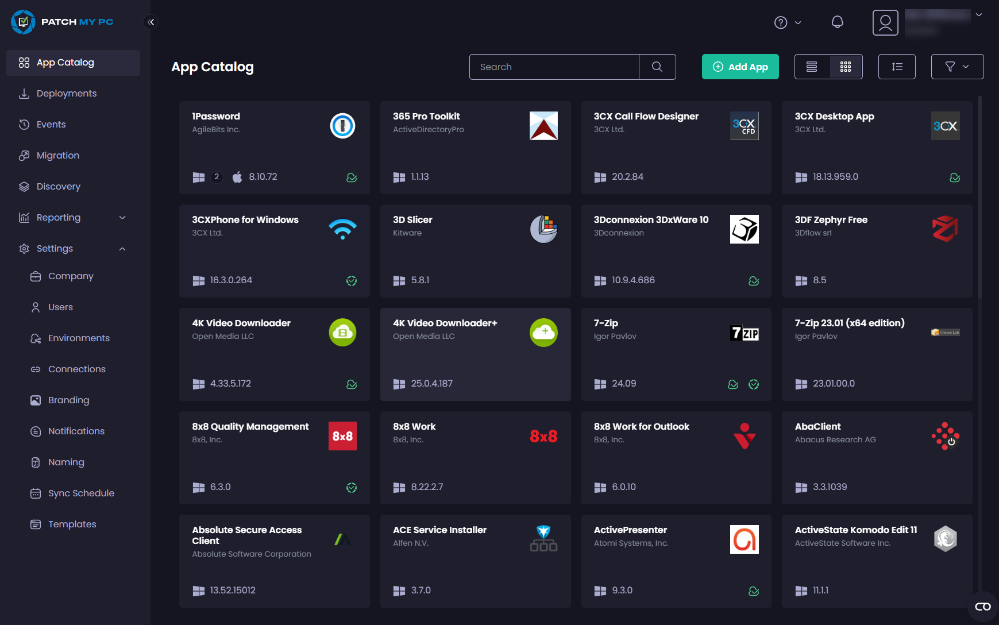 PATCH MY PC
App Catalog
Deployments
Events
Migration
Discovery
Reporting
Settings
Company
Users
Environments
Connections
Branding
Notifications
Naming
Sync Schedule
Templates
App Catalog
Search
Add App
1Password
AgileBits Inc.
2
8.10.72
365 Pro Toolkit
ActiveDirectoryPro
1.1.13
3CX Call Flow Designer
3CX Ltd.
3CX
CFD
20.2.84
3CX Desktop App
3CX Ltd.
3CX
18.13.959.0
3CXPhone for Windows
3CX Ltd.
16.3.0.264
3D Slicer
Kitware
5.8.1
3Dconnexion 3DxWare 10
3Dconnexion
10.9.4.686
3DF Zephyr Free
3Dflow srl
8.5
4K Video Downloader
Open Media LLC
4.33.5.172
4K Video Downloader+
Open Media LLC
25.0.4.187
7-Zip
Igor Pavlov
7ZIP
24.09
7-Zip 23.01 (x64 edition)
Igor Pavlov
Cheese Lab
23.01.00.0
8x8 Quality Management
8x8, Inc.
8x8
6.3.0
8x8 Work
8x8, Inc.
8x8
8.22.2.7
8x8 Work for Outlook
8x8, Inc.
6.0.10
AbaClient
Abacus Research AG
3.3.1039
Absolute Secure Access
Client
Absolute Software Corporation
13.52.15012
ACE Service Installer
Alfen N.V.
3.7.0
ActivePresenter
Atomi Systems, Inc.
9.3.0
ActiveState Komodo Edit 11
ActiveState Software Inc.
11.1.1